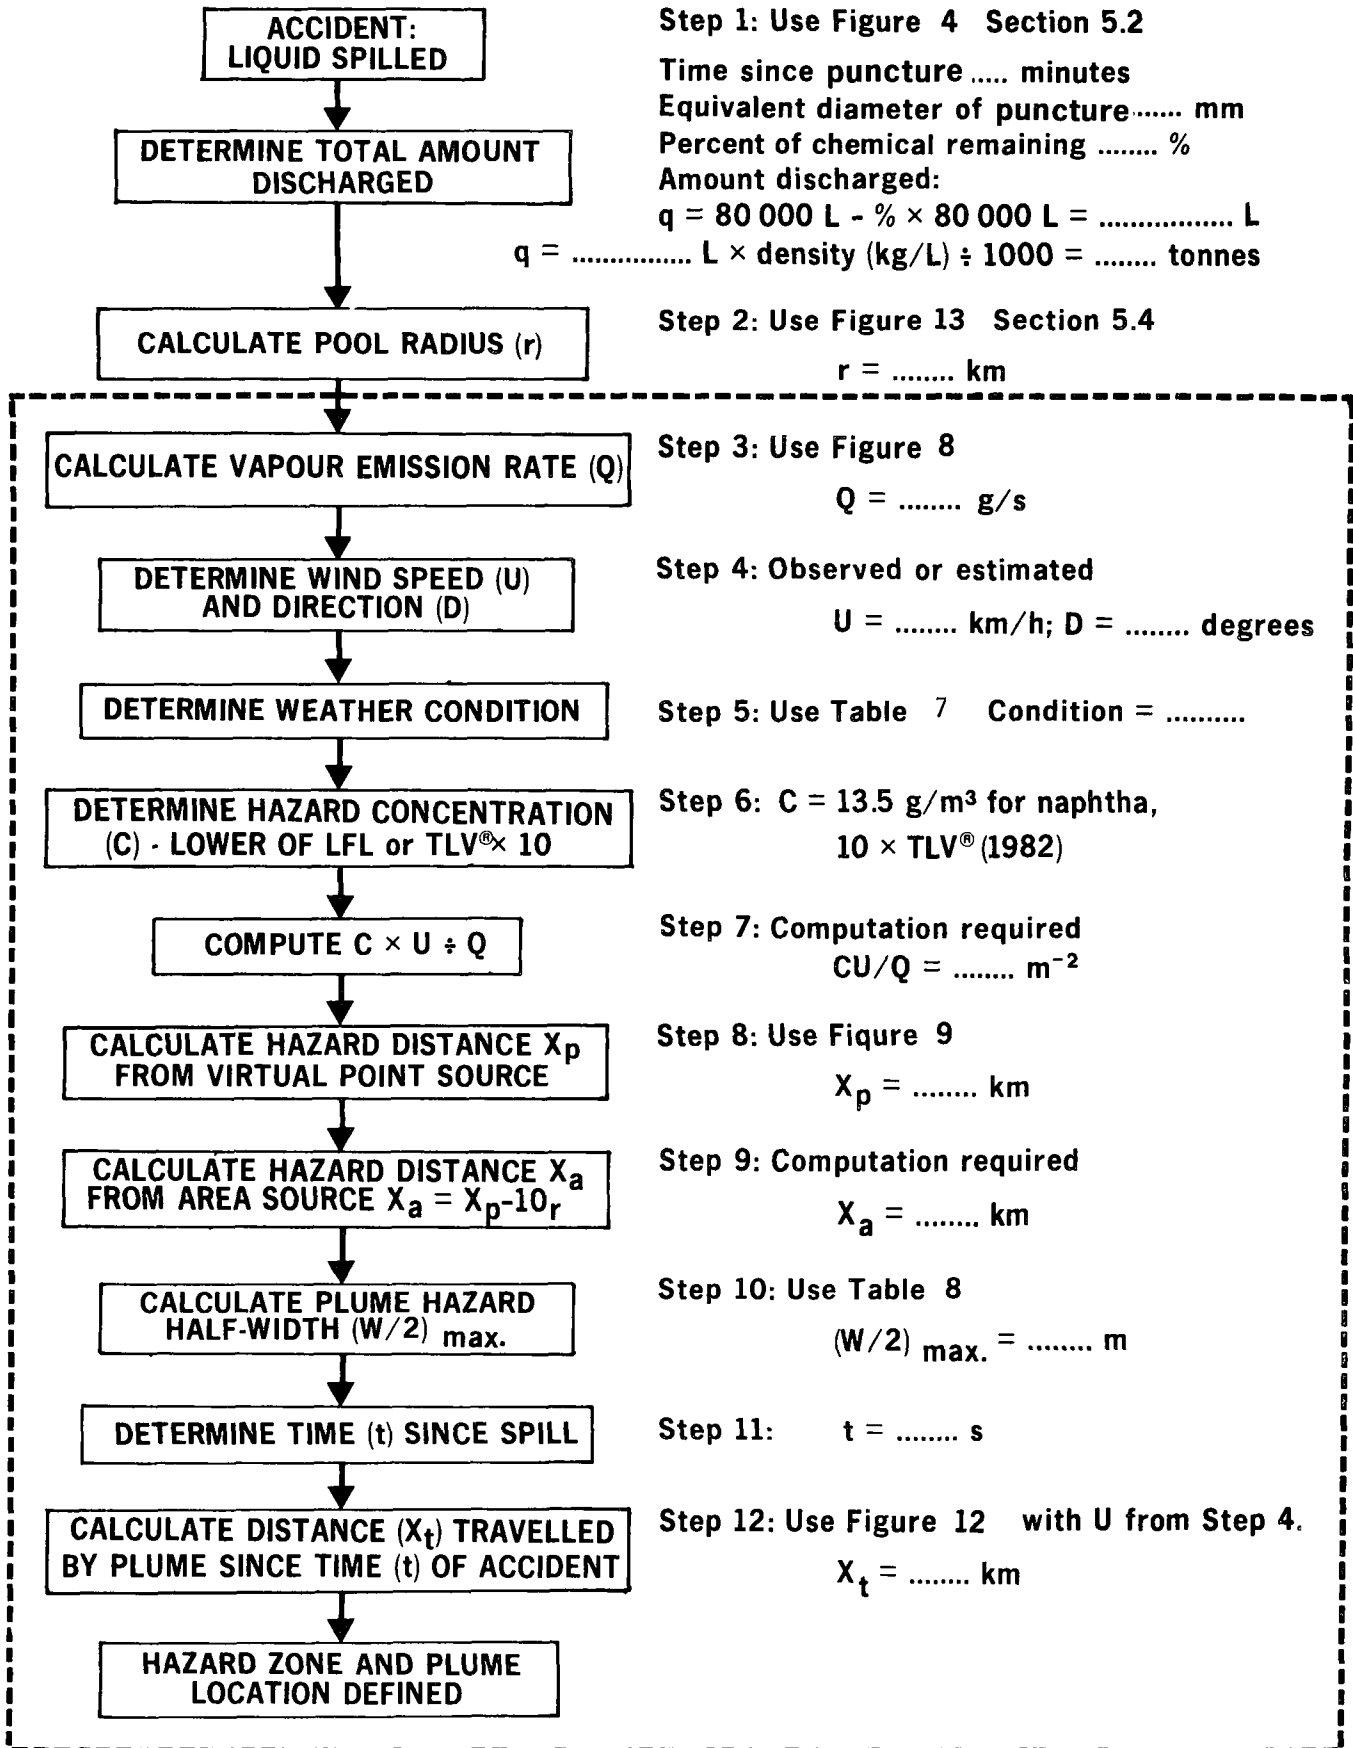 ACCIDENT:
LIQUID SPILLED
Step 1: Use Figure 4 Section 5.2
Time since puncture ..... minutes
Equivalent diameter of puncture ....... mm
DETERMINE TOTAL AMOUNT
DISCHARGED
Percent of chemical remaining ........ %
Amount discharged:
q = 80 000 L - % × 80 000 L = ................. L
q = ............... L × density (kg/L) ÷ 1000 = ........ tonnes
CALCULATE POOL RADIUS (r)
Step 2: Use Figure 13 Section 5.4
r = ........ km
CALCULATE VAPOUR EMISSION RATE (Q)
Step 3: Use Figure 8
Q = ........ g/s
DETERMINE WIND SPEED (U)
AND DIRECTION (D)
Step 4: Observed or estimated
U = ........ km/h; D = ........ degrees
DETERMINE WEATHER CONDITION
Step 5: Use Table 7 Condition = ..........
DETERMINE HAZARD CONCENTRATION
(C) - LOWER OF LFL or TLV®× 10
Step 6: C = 13.5 g/m³ for naphtha,
10 × TLV® (1982)
COMPUTE C × U ÷ Q
Step 7: Computation required
CU/Q = ........ m⁻²
CALCULATE HAZARD DISTANCE Xp
FROM VIRTUAL POINT SOURCE
Step 8: Use Fiqure 9
Xp = ........ km
CALCULATE HAZARD DISTANCE Xa
FROM AREA SOURCE Xa = Xp-10r
Step 9: Computation required
Xa = ........ km
CALCULATE PLUME HAZARD
HALF-WIDTH (W/2) max.
Step 10: Use Table 8
(W/2) max. = ........ m
DETERMINE TIME (t) SINCE SPILL
Step 11: t = ........ s
CALCULATE DISTANCE (Xt) TRAVELLED
BY PLUME SINCE TIME (t) OF ACCIDENT
Step 12: Use Figure 12 with U from Step 4.
Xt = ........ km
HAZARD ZONE AND PLUME
LOCATION DEFINED